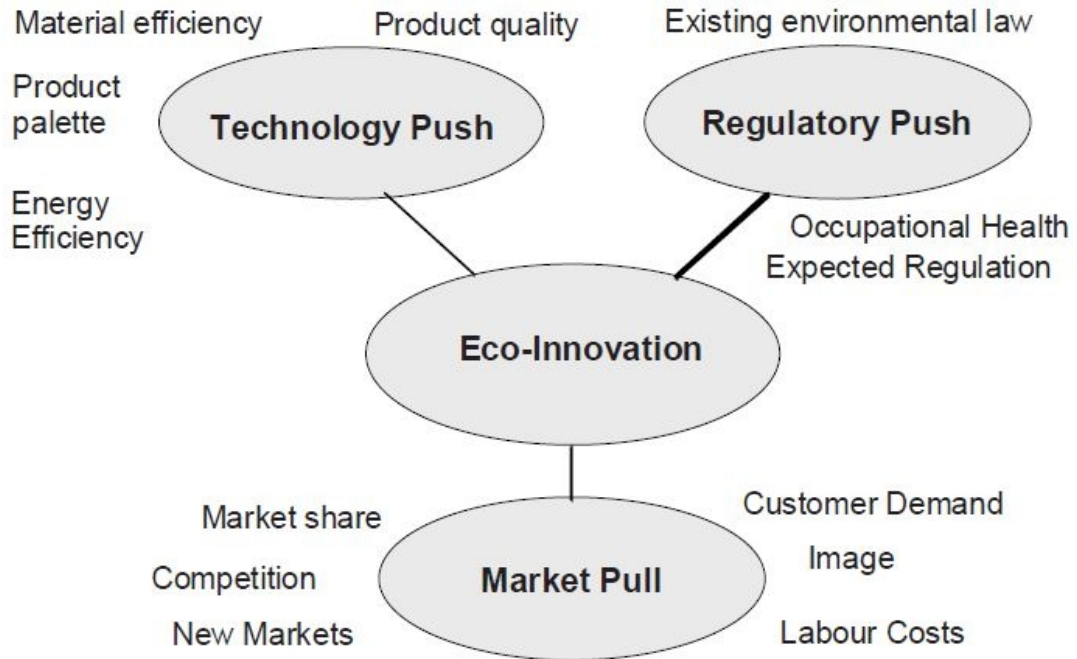 Material efficiency
Product quality
Existing environmental law
Product
palette
Technology Push
Regulatory Push
Energy
Efficiency
Occupational Health
Expected Regulation
Eco-Innovation
Market share
Customer Demand
Competition
Market Pull
Image
New Markets
Labour Costs